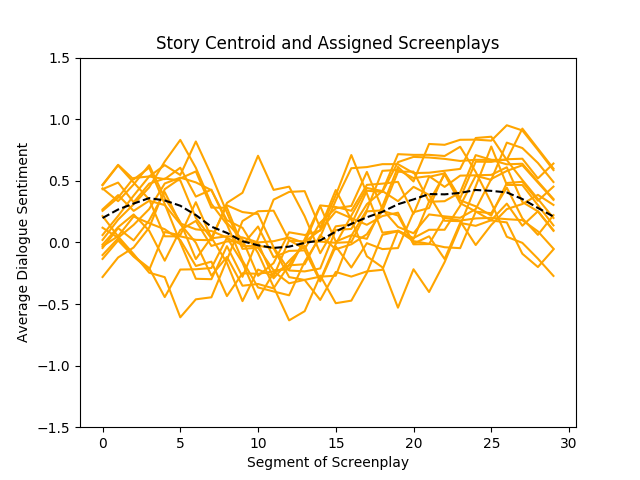 Story Centroid and Assigned Screenplays
1.5
1.0
0.5
0.0
−0.5
−1.0
−1.5
Average Dialogue Sentiment
0 5 10 15 20 25 30
Segment of Screenplay